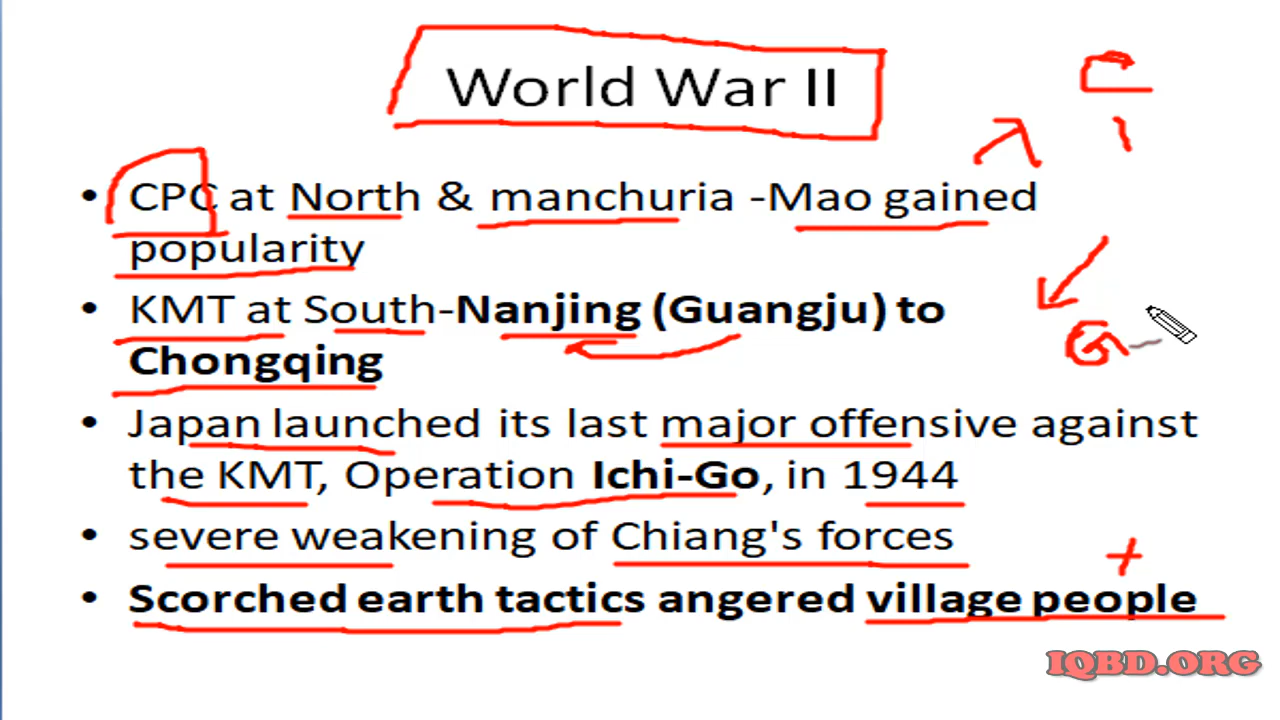 World War II
• CPC at North & manchuria -Mao gained
popularity
• KMT at South-Nanjing (Guangju) to
Chongqing
• Japan launched its last major offensive against
the KMT, Operation Ichi-Go, in 1944
• severe weakening of Chiang's forces
• Scorched earth tactics angered village people
IQBD.ORG